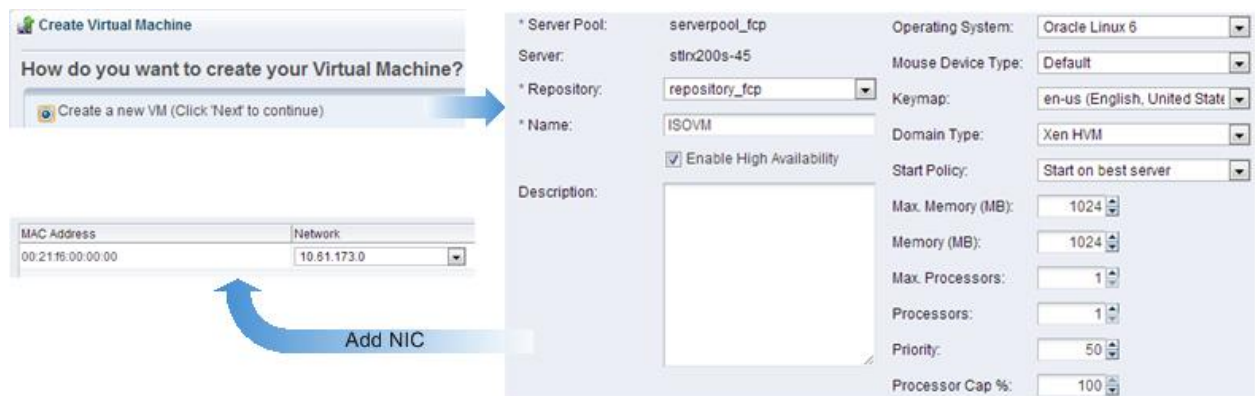 Create Virtual Machine
How do you want to create your Virtual Machine?
Create a new VM (Click 'Next' to continue)
MAC Address Network
00:21:f6:00:00:00 10.61.173.0
Add NIC
* Server Pool: serverpool_fcp
Server: stlrx200s-45
* Repository: repository_fcp
* Name: ISOVM
Enable High Availability
Description:
Operating System: Oracle Linux 6
Mouse Device Type: Default
Keymap: en-us (English, United State
Domain Type: Xen HVM
Start Policy: Start on best server
Max. Memory (MB): 1024
Memory (MB): 1024
Max. Processors: 1
Processors: 1
Priority: 50
Processor Cap %: 100